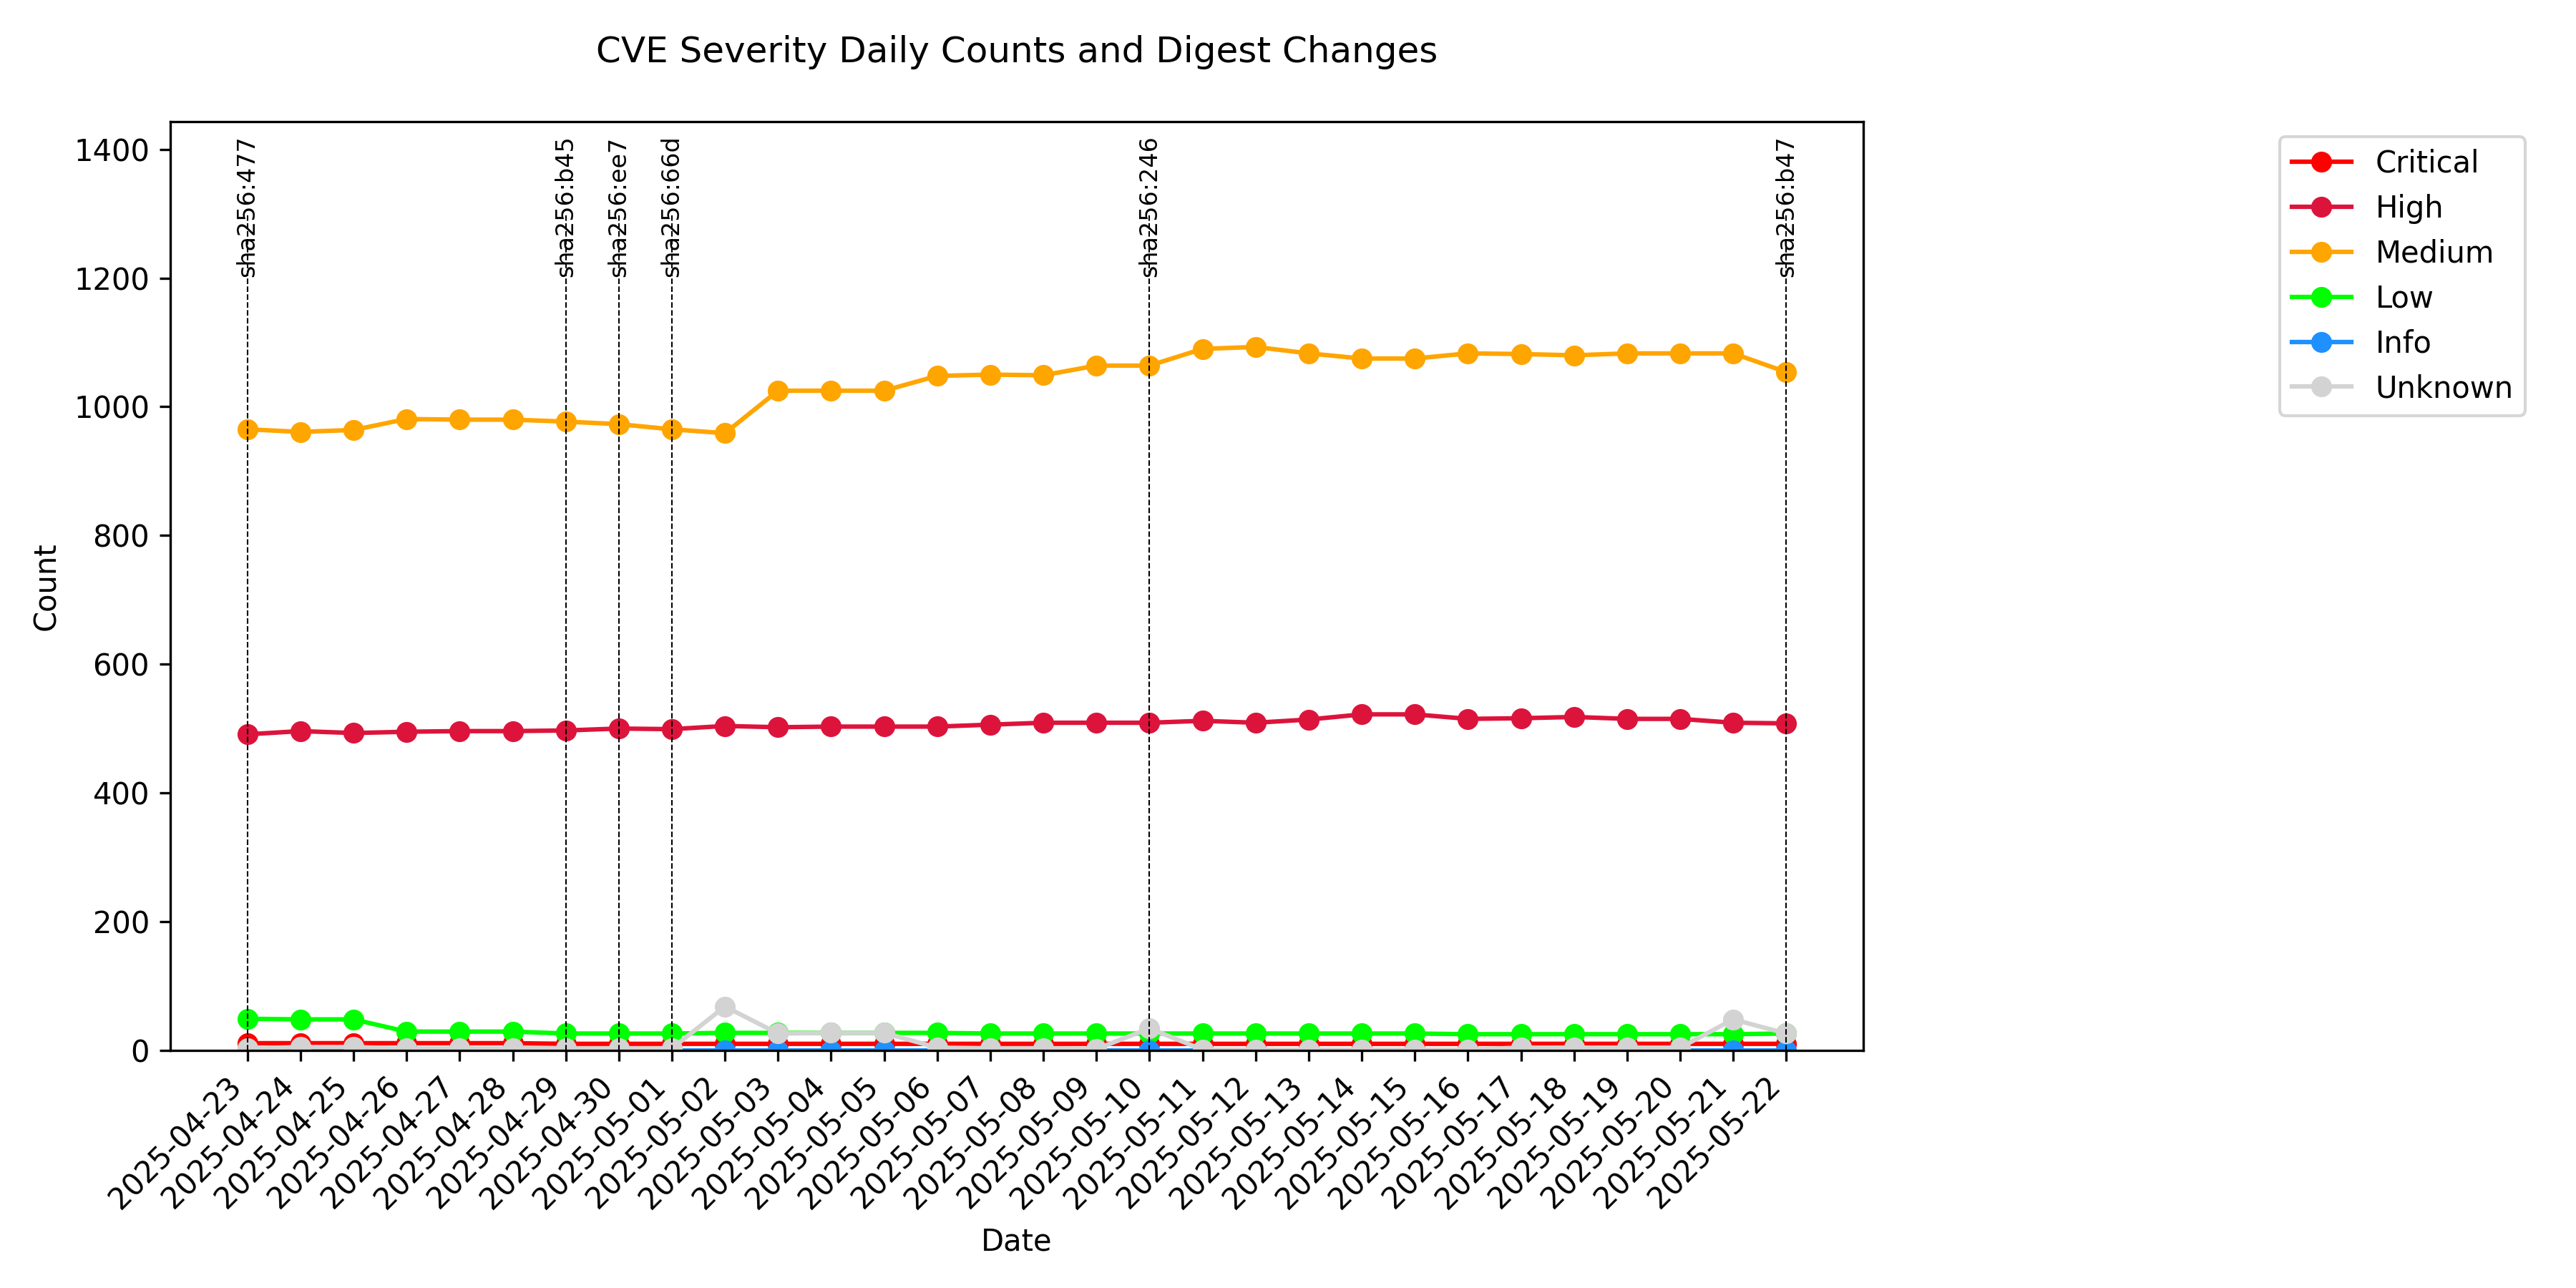 CVE Severity Daily Counts and Digest Changes
sha256:477
sha256:b45
sha256:ee7
sha256:66d
sha256:246
sha256:b47
Critical
High
Medium
Low
Info
Unknown
1400
1200
1000
800
600
400
200
0
Count
2025-04-23
2025-04-24
2025-04-25
2025-04-26
2025-04-27
2025-04-28
2025-04-29
2025-04-30
2025-05-01
2025-05-02
2025-05-03
2025-05-04
2025-05-05
2025-05-06
2025-05-07
2025-05-08
2025-05-09
2025-05-10
2025-05-11
2025-05-12
2025-05-13
2025-05-14
2025-05-15
2025-05-16
2025-05-17
2025-05-18
2025-05-19
2025-05-20
2025-05-21
2025-05-22
Date